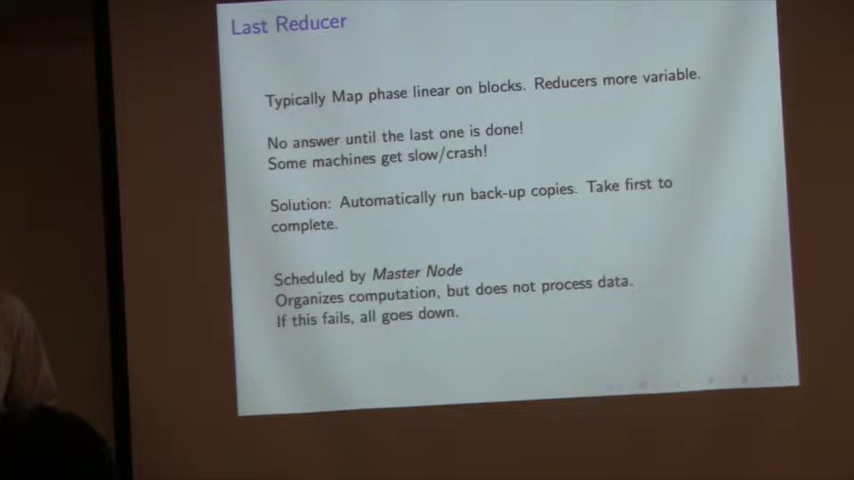 Last Reducer
Typically Map phase linear on blocks. Reducers more variable.
No answer until the last one is done!
Some machines get slow/crash!
Solution: Automatically run back-up copies. Take first to
complete.
Scheduled by Master Node
Organizes computation, but does not process data.
If this fails, all goes down.